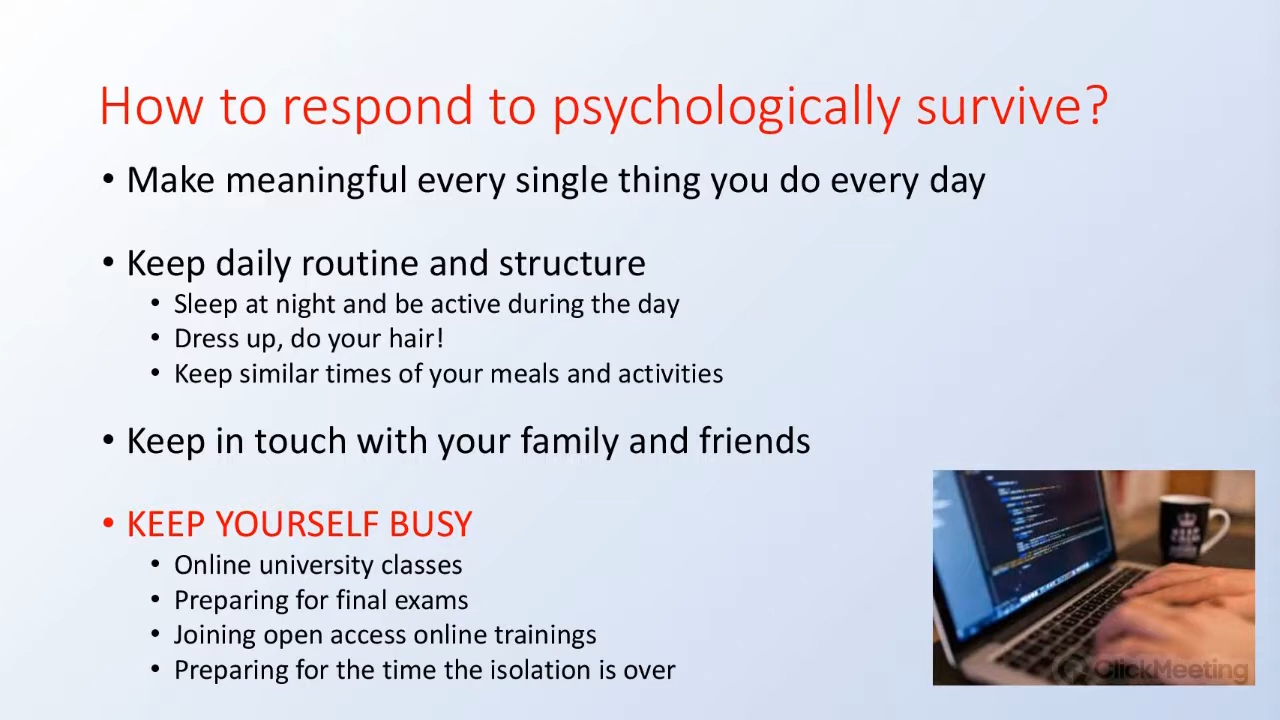 How to respond to psychologically survive?
• Make meaningful every single thing you do every day
• Keep daily routine and structure
• Sleep at night and be active during the day
• Dress up, do your hair!
• Keep similar times of your meals and activities
• Keep in touch with your family and friends
• KEEP YOURSELF BUSY
• Online university classes
• Preparing for final exams
• Joining open access online trainings
• Preparing for the time the isolation is over
KEEP
ClickMeeting